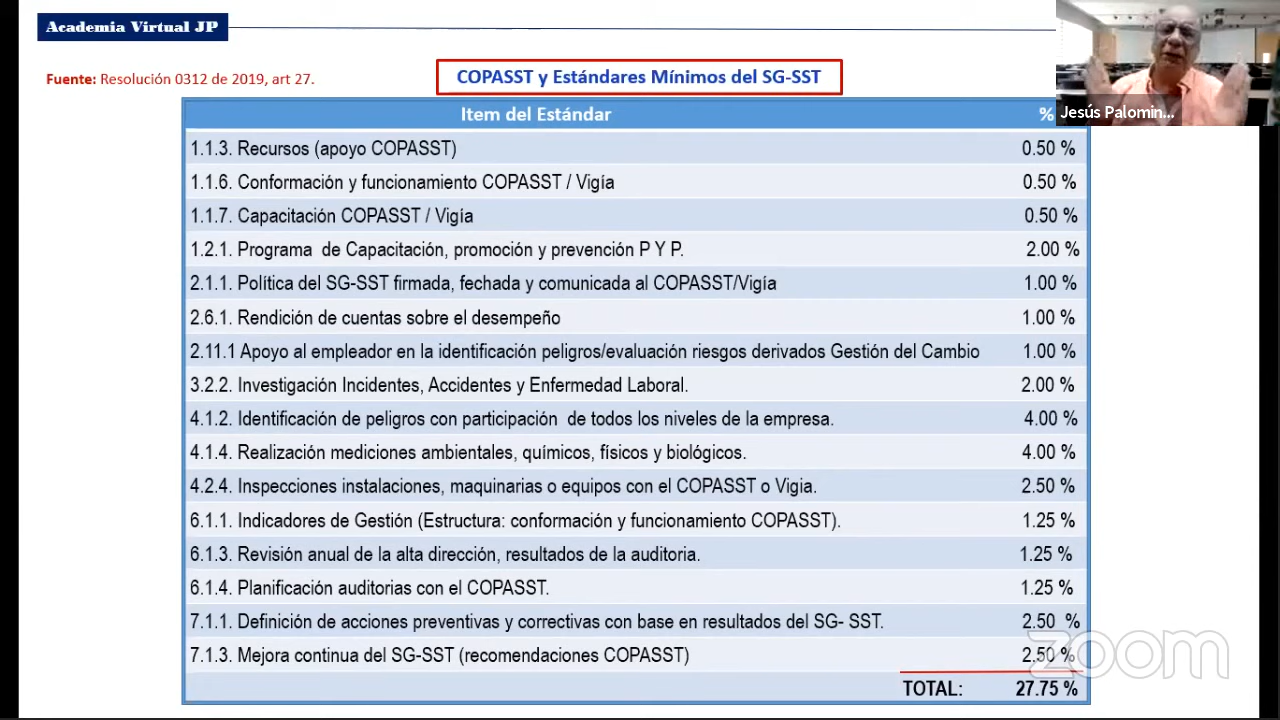 Academia Virtual JP
Fuente: Resolución 0312 de 2019, art 27.
COPASST y Estándares Mínimos del SG-SST
Jesús Palomin...
Item del Estándar %
1.1.3. Recursos (apoyo COPASST) 0.50 %
1.1.6. Conformación y funcionamiento COPASST / Vigía 0.50 %
1.1.7. Capacitación COPASST / Vigía 0.50 %
1.2.1. Programa de Capacitación, promoción y prevención P Y P. 2.00 %
2.1.1. Política del SG-SST firmada, fechada y comunicada al COPASST/Vigía 1.00 %
2.6.1. Rendición de cuentas sobre el desempeño 1.00 %
2.11.1 Apoyo al empleador en la identificación peligros/evaluación riesgos derivados Gestión del Cambio 1.00 %
3.2.2. Investigación Incidentes, Accidentes y Enfermedad Laboral. 2.00 %
4.1.2. Identificación de peligros con participación de todos los niveles de la empresa. 4.00 %
4.1.4. Realización mediciones ambientales, químicos, físicos y biológicos. 4.00 %
4.2.4. Inspecciones instalaciones, maquinarias o equipos con el COPASST o Vigia. 2.50 %
6.1.1. Indicadores de Gestión (Estructura: conformación y funcionamiento COPASST). 1.25 %
6.1.3. Revisión anual de la alta dirección, resultados de la auditoria. 1.25 %
6.1.4. Planificación auditorias con el COPASST. 1.25 %
7.1.1. Definición de acciones preventivas y correctivas con base en resultados del SG- SST. 2.50 %
7.1.3. Mejora continua del SG-SST (recomendaciones COPASST) 2.50 %
zoom
TOTAL: 27.75 %